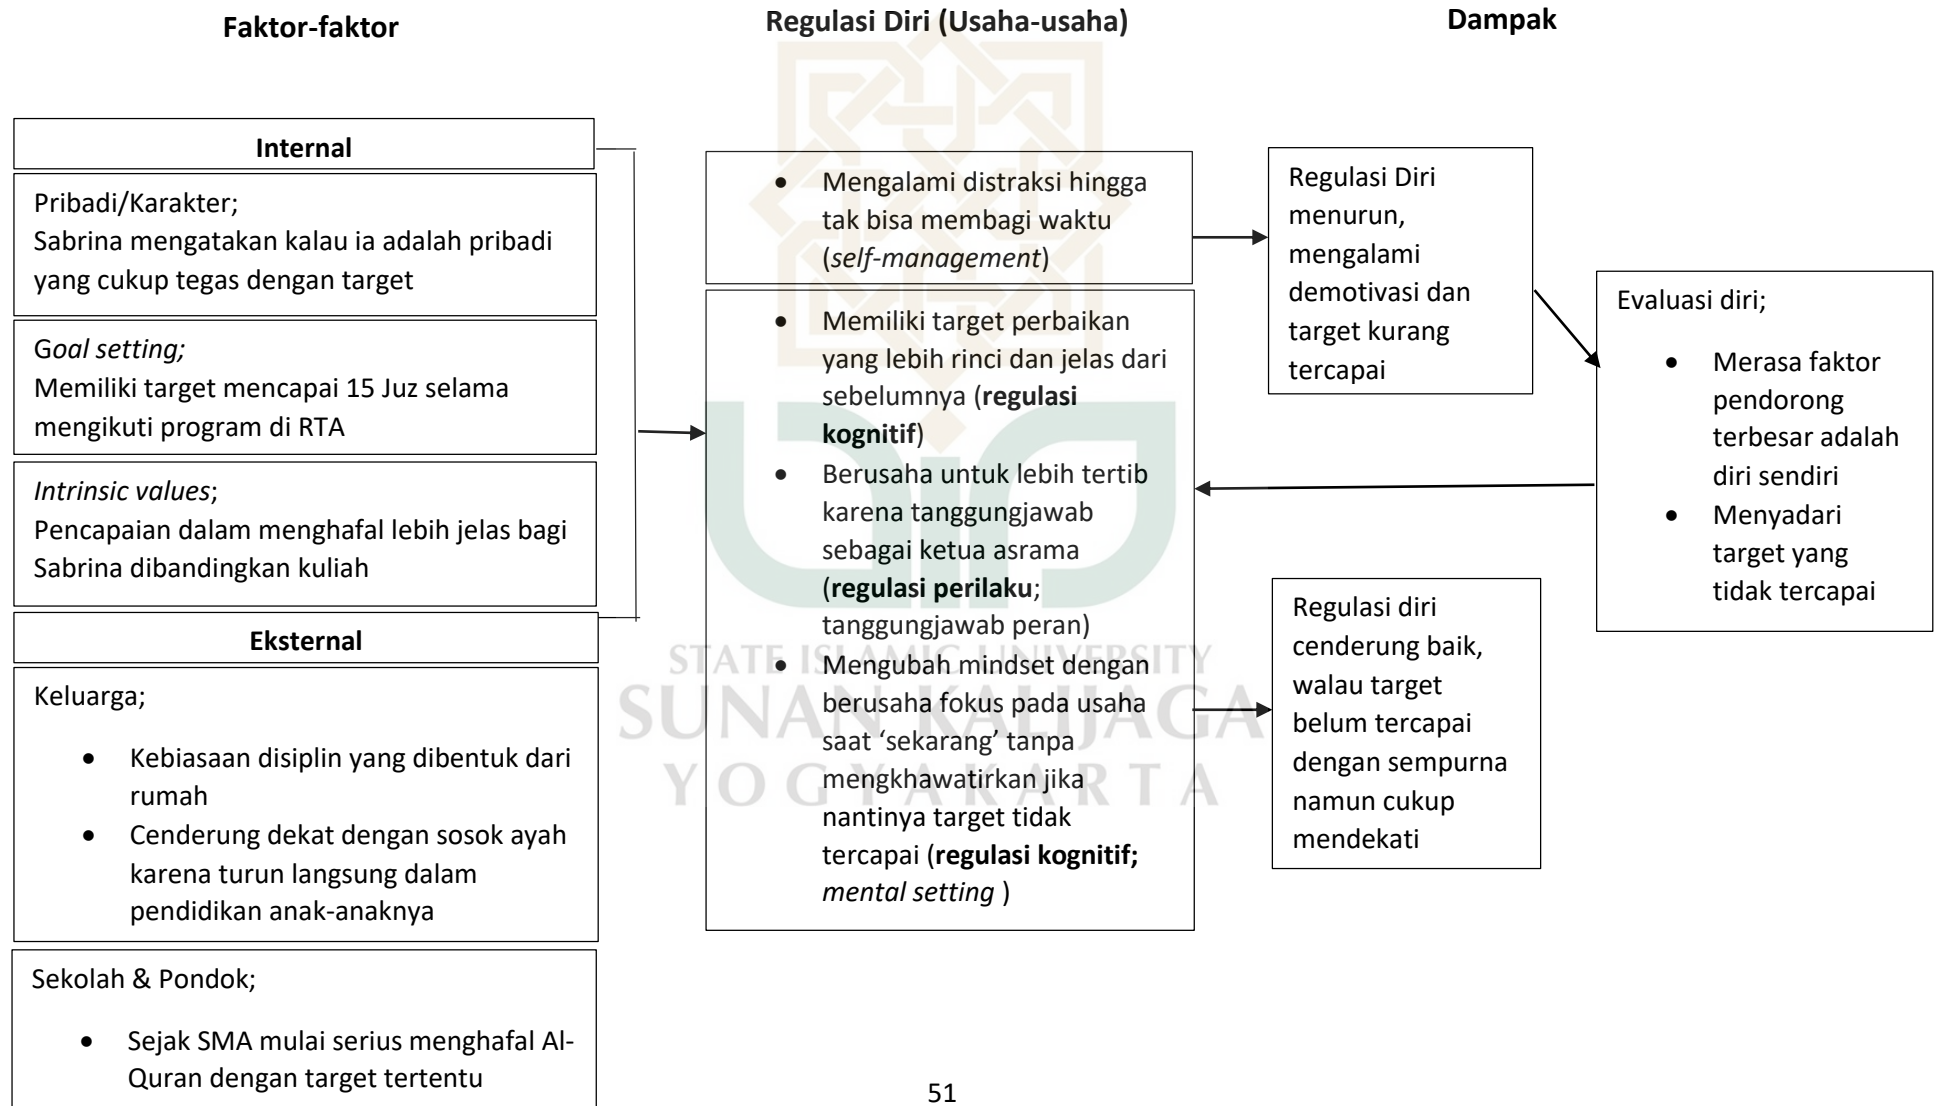 Faktor-faktor
Regulasi Diri (Usaha-usaha)
Dampak
Internal
Pribadi/Karakter;
Sabrina mengatakan kalau ia adalah pribadi
yang cukup tegas dengan target
Goal setting;
Memiliki target mencapai 15 Juz selama
mengikuti program di RTA
Intrinsic values;
Pencapaian dalam menghafal lebih jelas bagi
Sabrina dibandingkan kuliah
Eksternal
Keluarga;
• Kebiasaan disiplin yang dibentuk dari
rumah
• Cenderung dekat dengan sosok ayah
karena turun langsung dalam
pendidikan anak-anaknya
Sekolah & Pondok;
• Sejak SMA mulai serius menghafal Al-
Quran dengan target tertentu
• Mengalami distraksi hingga
tak bisa membagi waktu
(self-management)
• Memiliki target perbaikan
yang lebih rinci dan jelas dari
sebelumnya (regulasi
kognitif)
• Berusaha untuk lebih tertib
karena tanggungjawab
sebagai ketua asrama
(regulasi perilaku;
tanggungjawab peran)
• Mengubah mindset dengan
berusaha fokus pada usaha
saat ‘sekarang’ tanpa
mengkhawatirkan jika
nantinya target tidak
tercapai (regulasi kognitif;
mental setting )
Regulasi Diri
menurun,
mengalami
demotivasi dan
target kurang
tercapai
Evaluasi diri;
• Merasa faktor
pendorong
terbesar adalah
diri sendiri
• Menyadari
target yang
tidak tercapai
Regulasi diri
cenderung baik,
walau target
belum tercapai
dengan sempurna
namun cukup
mendekati
STATE ISLAMIC UNIVERSITY
SUNAN KALIJAGA
YOGYAKARTA
51